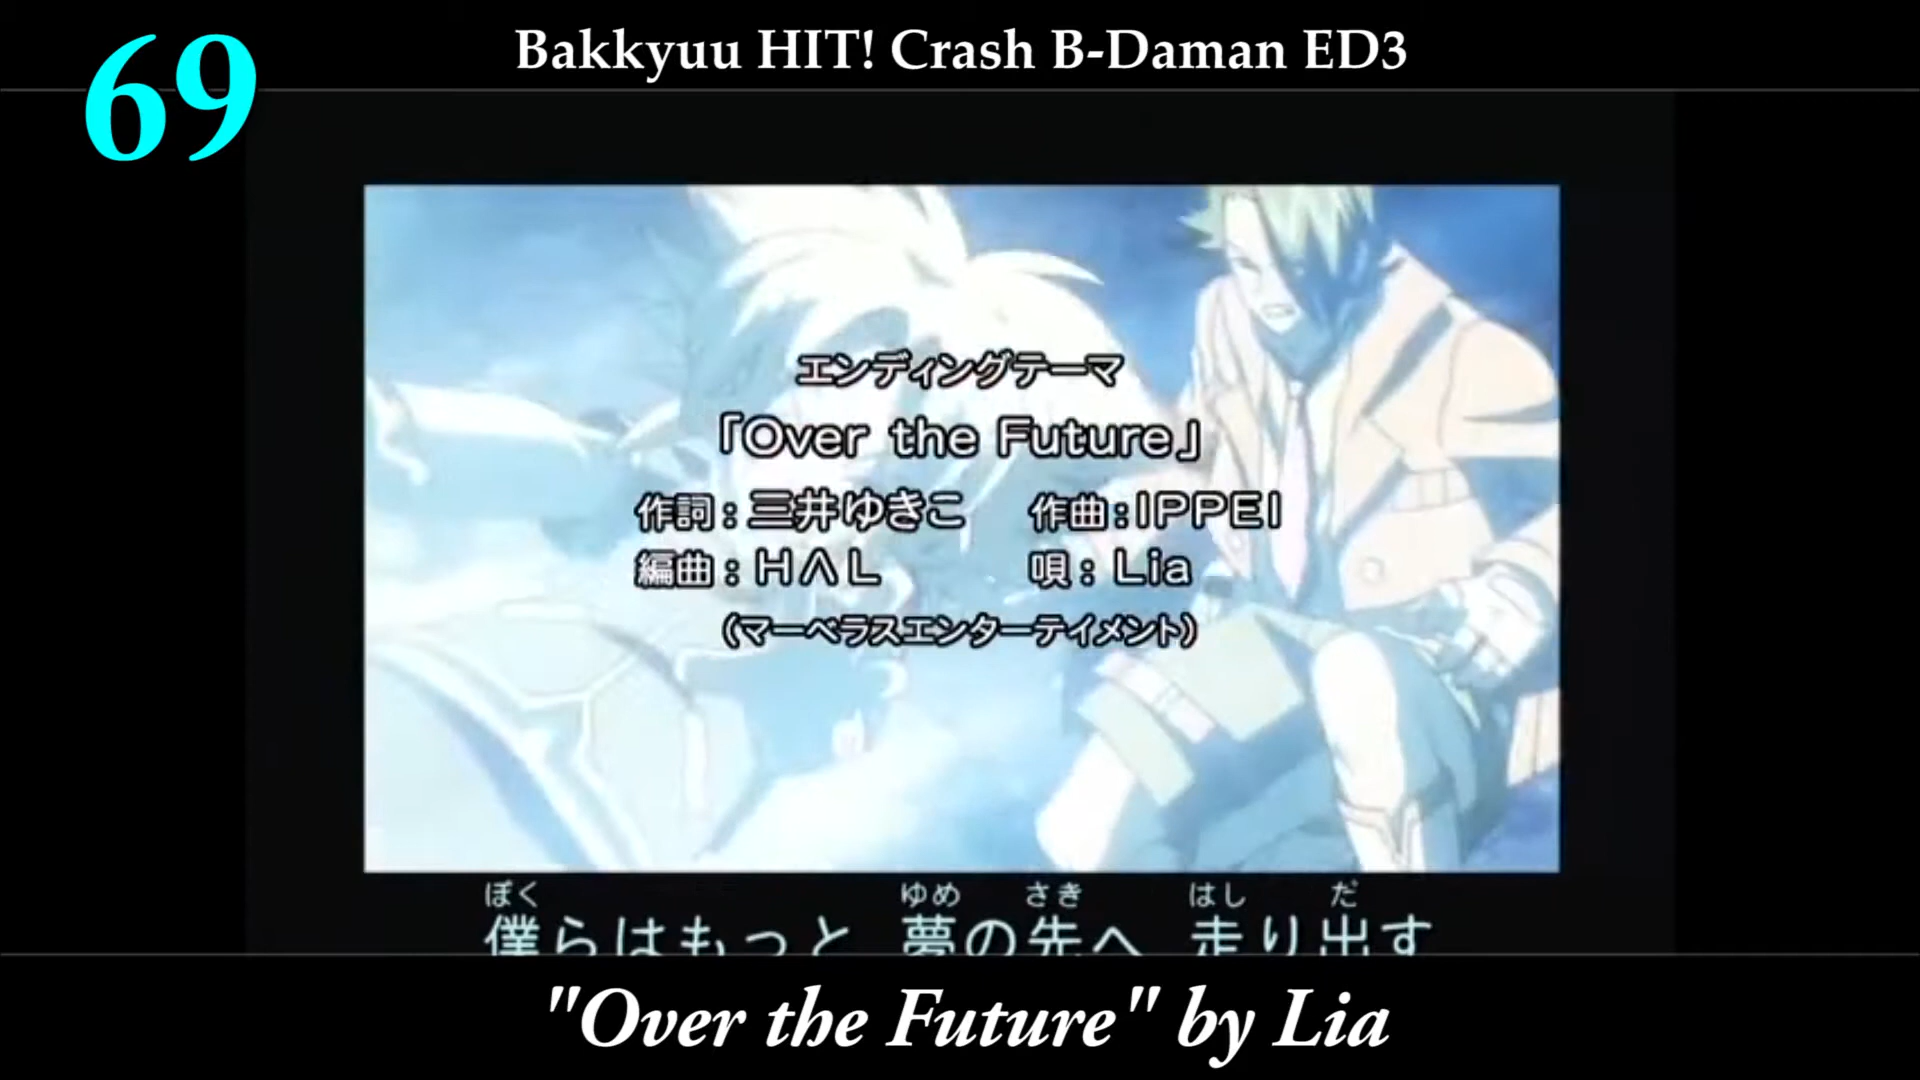 69
Bakkyuu HIT! Crash B-Daman ED3
エンディングテーマ
「Over the Future」
作詞：三井ゆきこ 作曲：IPPEI
編曲：HΛL 唄：Lia
（マーベラスエンターテイメント）
ぼく ゆめ さき はし だ
僕らはもっと 夢の先へ 走り出す
"Over the Future" by Lia